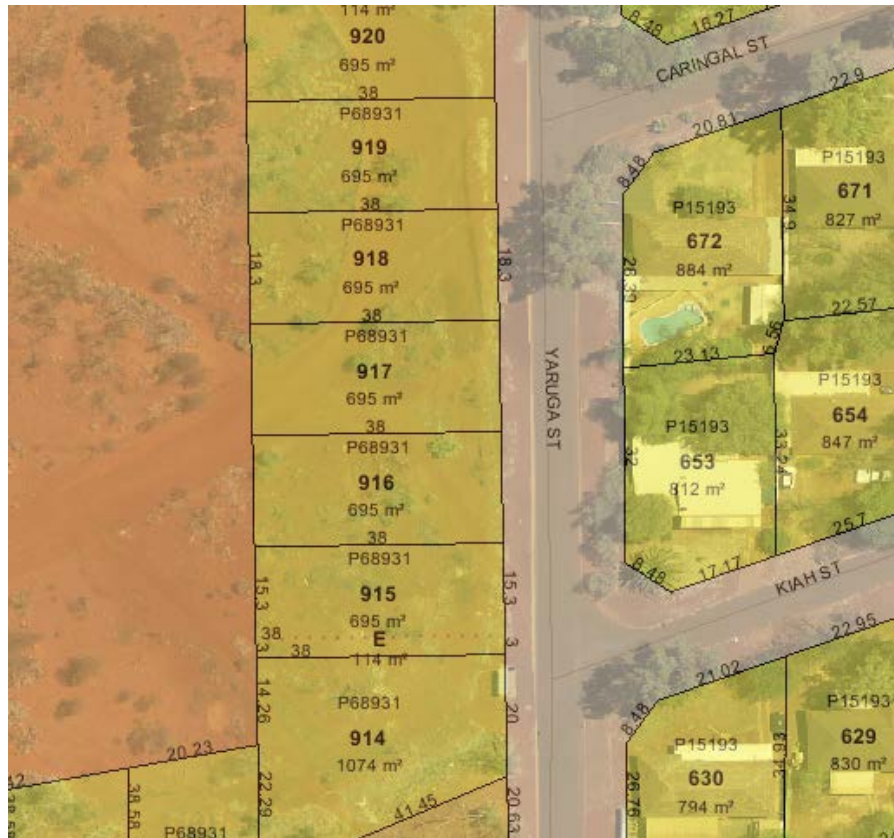 114 m²
920
695 m²
38
P68931
919
695 m²
38
P68931
918
695 m²
38
18.3
18.3
P68931
917
695 m²
38
P68931
916
695 m²
38
P68931
915
695 m²
15.3
15.3
38
E
3
3
38
114 m²
14.26
P68931
914
1074 m²
20
20.23
22.29
41.45
20.63
38.58
P68931
YARUGA ST
8.48
16.27
CARINGAL ST
22.9
20.81
8.48
P15193
672
884 m²
34.9
P15193
671
827 m²
28.39
22.57
23.13
6.56
P15193
653
812 m²
32
33.24
P15193
654
847 m²
25.7
8.48
17.17
KIAH ST
22.95
21.02
8.48
P15193
630
794 m²
26.76
P15193
629
830 m²